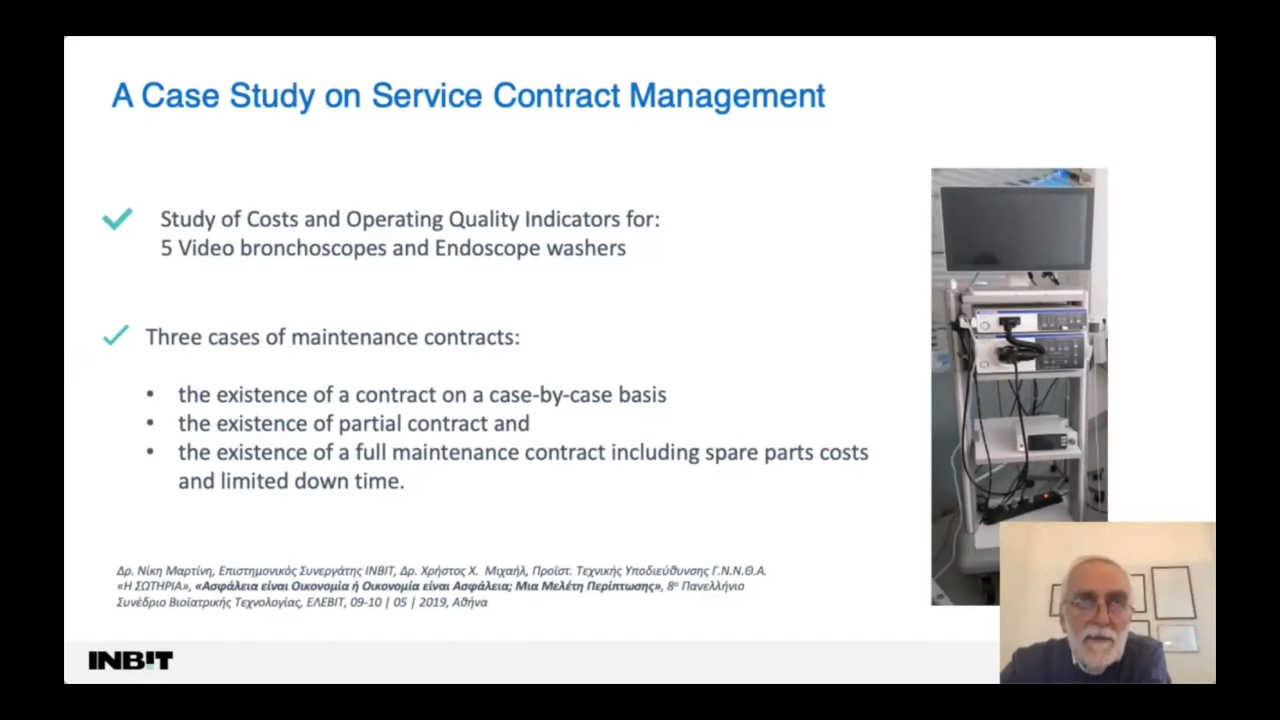 A Case Study on Service Contract Management
Study of Costs and Operating Quality Indicators for:
5 Video bronchoscopes and Endoscope washers
Three cases of maintenance contracts:
• the existence of a contract on a case-by-case basis
• the existence of partial contract and
• the existence of a full maintenance contract including spare parts costs
and limited down time.
Δρ. Νίκη Μαρτίνη, Επιστημονικός Συνεργάτης INBIT, Δρ. Χρήστος Χ. Μιχαήλ, Προϊστ. Τεχνικής Υποδιεύθυνσης Γ.Ν.Ν.Θ.Α.
«Η ΣΩΤΗΡΙΑ», «Ασφάλεια είναι Οικονομία ή Οικονομία είναι Ασφάλεια; Μια Μελέτη Περίπτωσης», 8ο Πανελλήνιο
Συνέδριο Βιοϊατρικής Τεχνολογίας, ΕΛΕΒΙΤ, 09-10 | 05 | 2019, Αθήνα
INBIT